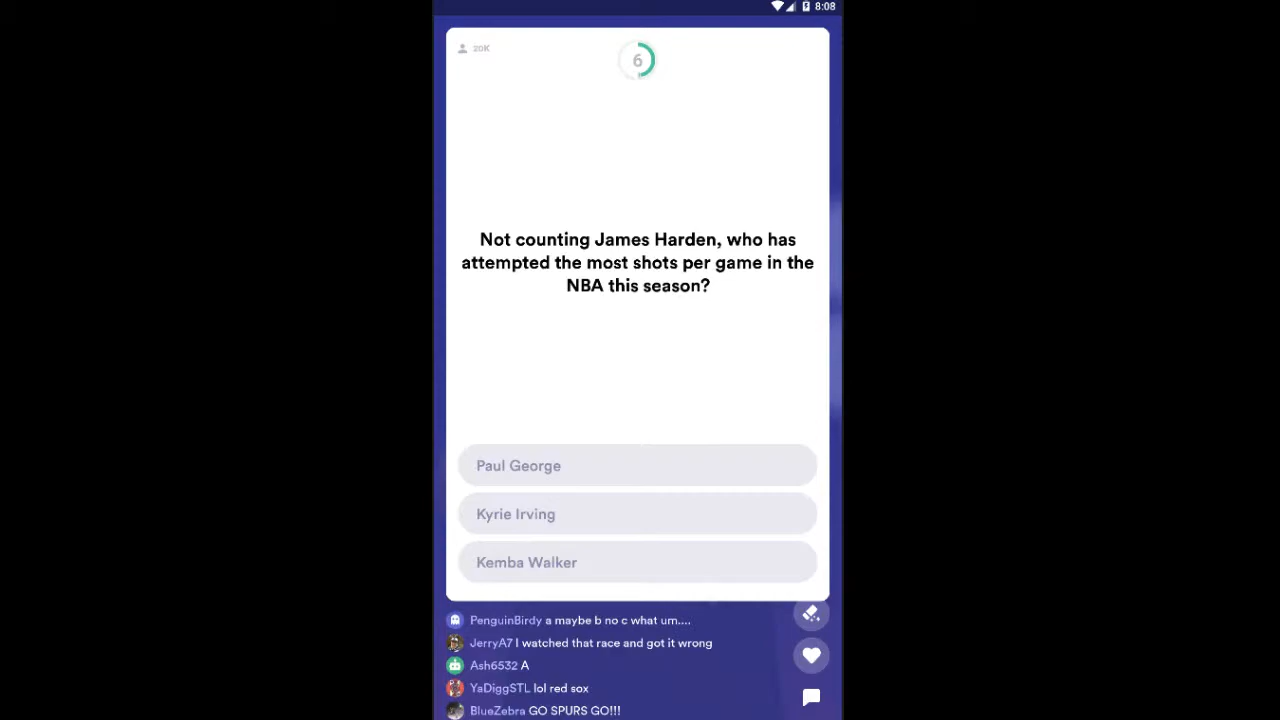 8:08
20K
6
Not counting James Harden, who has
attempted the most shots per game in the
NBA this season?
Paul George
Kyrie Irving
Kemba Walker
PenguinBirdy a maybe b no c what um....
JerryA7 I watched that race and got it wrong
Ash6532 A
YaDiggSTL lol red sox
BlueZebra GO SPURS GO!!!